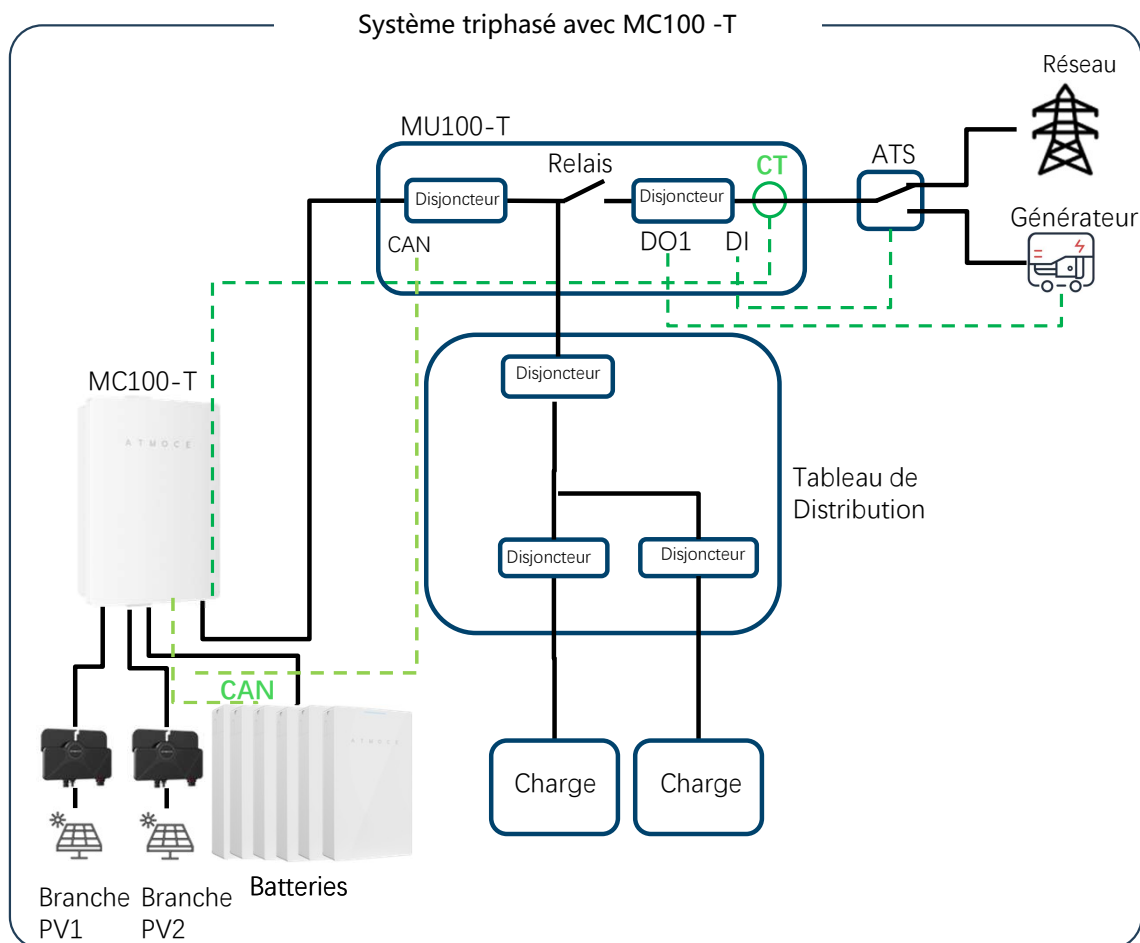 Système triphasé avec MC100 -T
Réseau
MU100-T
Relais
CT
ATS
Disjoncteur
Disjoncteur
Générateur
CAN
DO1
DI
Disjoncteur
MC100-T
ATMOCE
Tableau de
Distribution
Disjoncteur
Disjoncteur
CAN
ATMOCE
Charge
Charge
Batteries
Branche
PV1
Branche
PV2